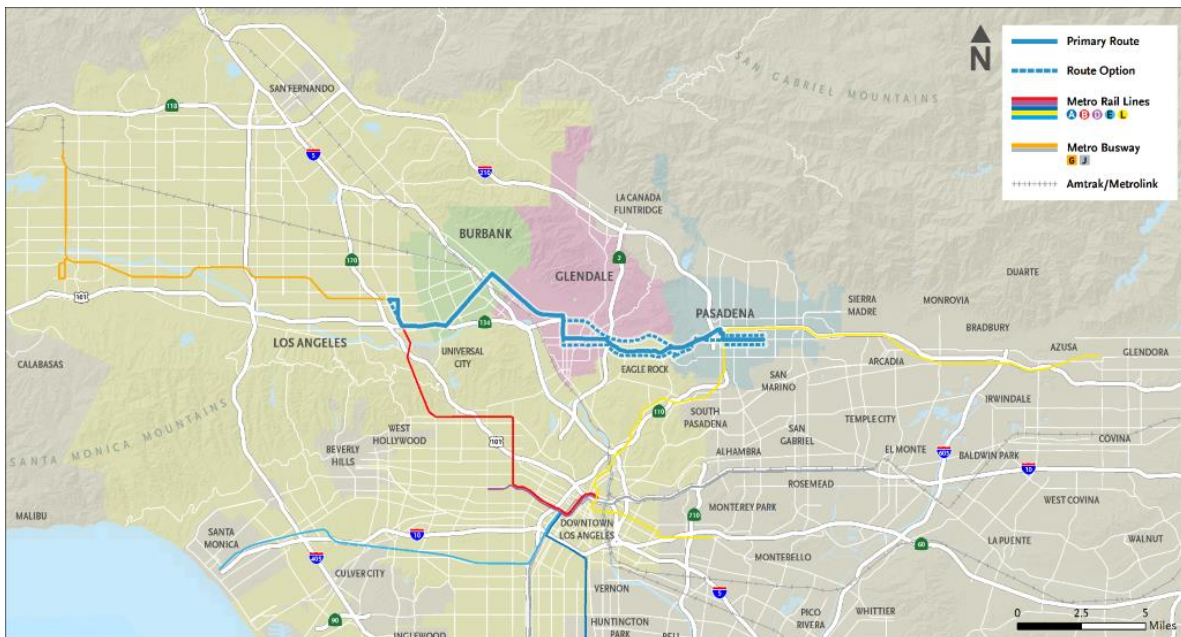 N
Primary Route
Route Option
Metro Rail Lines
A B D E L
Metro Busway
G J
Amtrak/Metrolink
SAN GABRIEL MOUNTAINS
SAN FERNANDO
118
5
210
LA CANADA
FLINTRIDGE
BURBANK
2
170
GLENDALE
DUARTE
101
134
PASADENA
SIERRA
MADRE
MONROVIA
BRADBURY
LOS ANGELES
UNIVERSAL
CITY
AZUSA
GLENDORA
CALABASAS
EAGLE ROCK
ARCADIA
SAN
MARINO
IRWINDALE
110
SOUTH
PASADENA
TEMPLE CITY
SANTA MONICA MOUNTAINS
WEST
HOLLYWOOD
101
SAN
GABRIEL
COVINA
BEVERLY
HILLS
ALHAMBRA
EL MONTE
605
BALDWIN PARK
10
ROSEMEAD
WEST COVINA
MALIBU
MONTEREY PARK
710
SANTA
MONICA
10
DOWNTOWN
LOS ANGELES
60
LA PUENTE
WALNUT
405
MONTEBELLO
CULVER CITY
VERNON
5
90
PICO
RIVERA
WHITTIER
INGLEWOOD
HUNTINGTON
PARK
BELL
0 2.5 5
Miles